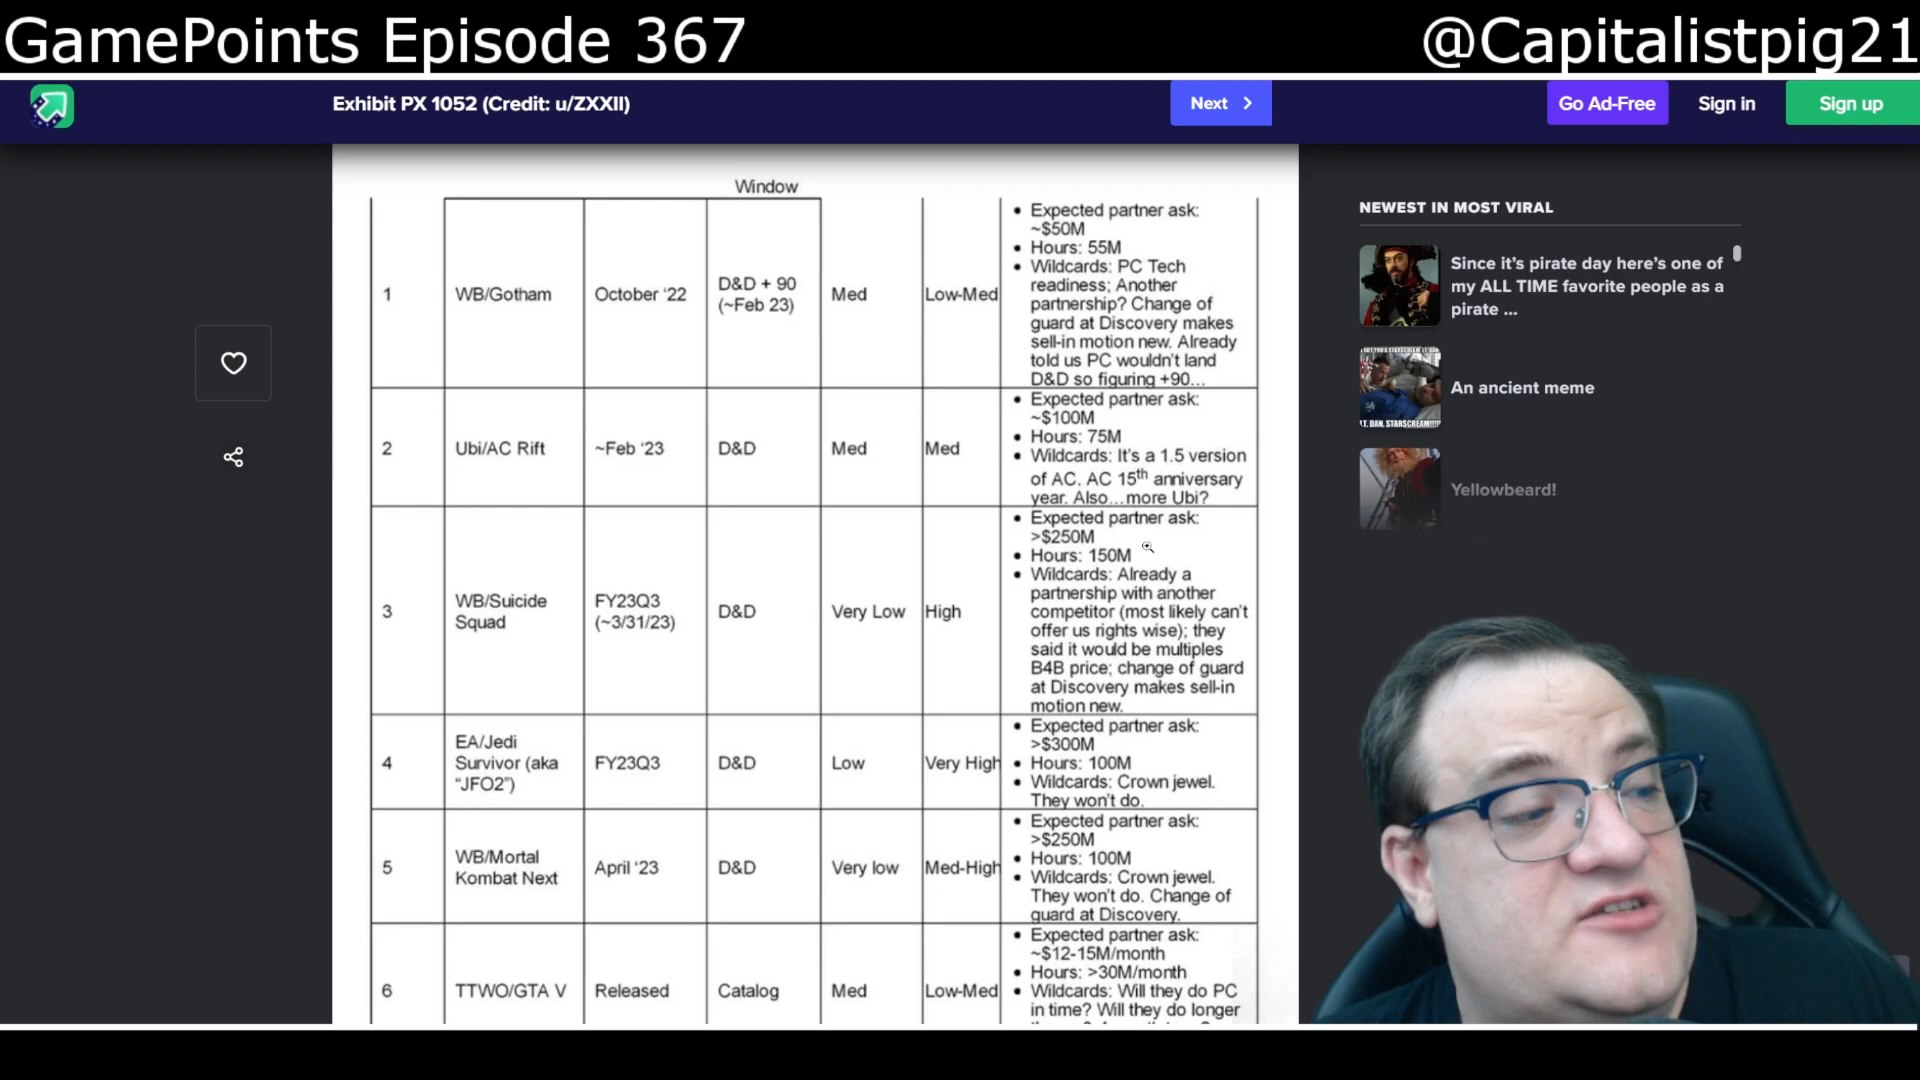 GamePoints Episode 367
@Capitalistpig21
Exhibit PX 1052 (Credit: u/ZXXII)
Next
Go Ad-Free
Sign in
Sign up
Window
1
WB/Gotham
October ‘22
D&D + 90
(~Feb 23)
Med
Low-Med
• Expected partner ask:
~$50M
• Hours: 55M
• Wildcards: PC Tech
readiness; Another
partnership? Change of
guard at Discovery makes
sell-in motion new. Already
told us PC wouldn’t land
D&D so figuring +90...
2
Ubi/AC Rift
~Feb ‘23
D&D
Med
Med
• Expected partner ask:
~$100M
• Hours: 75M
• Wildcards: It’s a 1.5 version
of AC. AC 15th anniversary
year. Also...more Ubi?
3
WB/Suicide
Squad
FY23Q3
(~3/31/23)
D&D
Very Low
High
• Expected partner ask:
>$250M
• Hours: 150M
• Wildcards: Already a
partnership with another
competitor (most likely can’t
offer us rights wise); they
said it would be multiples
B4B price; change of guard
at Discovery makes sell-in
motion new.
4
EA/Jedi
Survivor (aka
“JFO2”)
FY23Q3
D&D
Low
Very High
• Expected partner ask:
>$300M
• Hours: 100M
• Wildcards: Crown jewel.
They won’t do.
5
WB/Mortal
Kombat Next
April ‘23
D&D
Very low
Med-High
• Expected partner ask:
>$250M
• Hours: 100M
• Wildcards: Crown jewel.
They won’t do. Change of
guard at Discovery.
6
TTWO/GTA V
Released
Catalog
Med
Low-Med
• Expected partner ask:
~$12-15M/month
• Hours: >30M/month
• Wildcards: Will they do PC
in time? Will they do longer
NEWEST IN MOST VIRAL
Since it’s pirate day here’s one of
my ALL TIME favorite people as a
pirate ...
An ancient meme
LT. DAN, STARSCREAM!!!!!
Yellowbeard!